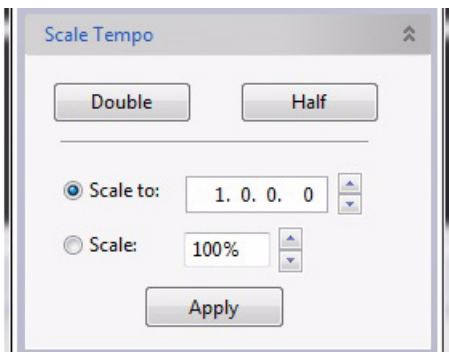 Scale Tempo
Double Half
Scale to: 1. 0. 0. 0
Scale: 100%
Apply